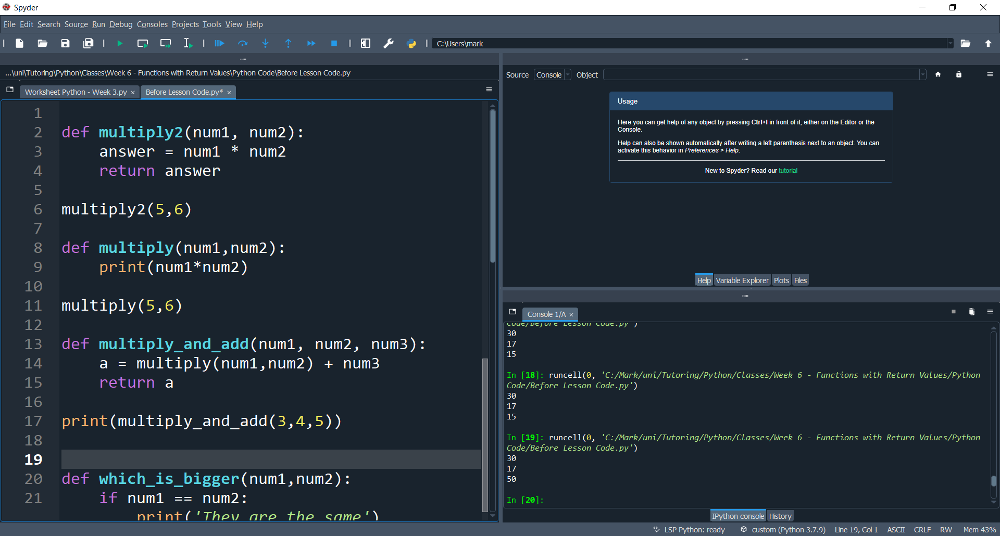 Spyder
File Edit Search Source Run Debug Consoles Projects Tools View Help
C:\Users\mark
...\uni\Tutoring\Python\Classes\Week 6 - Functions with Return Values\Python Code\Before Lesson Code.py
Worksheet Python - Week 3.py × Before Lesson Code.py* ×
1
2 def multiply2(num1, num2):
3     answer = num1 * num2
4     return answer
5
6 multiply2(5,6)
7
8 def multiply(num1,num2):
9     print(num1*num2)
10
11 multiply(5,6)
12
13 def multiply_and_add(num1, num2, num3):
14     a = multiply(num1,num2) + num3
15     return a
16
17 print(multiply_and_add(3,4,5))
18
19
20 def which_is_bigger(num1,num2):
21     if num1 == num2:
        print('They are the same')
Source Console Object
Usage
Here you can get help of any object by pressing Ctrl+I in front of it, either on the Editor or the
Console.
Help can also be shown automatically after writing a left parenthesis next to an object. You can
activate this behavior in Preferences > Help.
New to Spyder? Read our tutorial
Help Variable Explorer Plots Files
Console 1/A ×
Code/Before Lesson Code.py')
30
17
15
In [18]: runcell(0, 'C:/Mark/uni/Tutoring/Python/Classes/Week 6 - Functions with Return Values/Python
Code/Before Lesson Code.py')
30
17
15
In [19]: runcell(0, 'C:/Mark/uni/Tutoring/Python/Classes/Week 6 - Functions with Return Values/Python
Code/Before Lesson Code.py')
30
17
50
In [20]:
IPython console History
LSP Python: ready custom (Python 3.7.9) Line 19, Col 1 ASCII CRLF RW Mem 43%